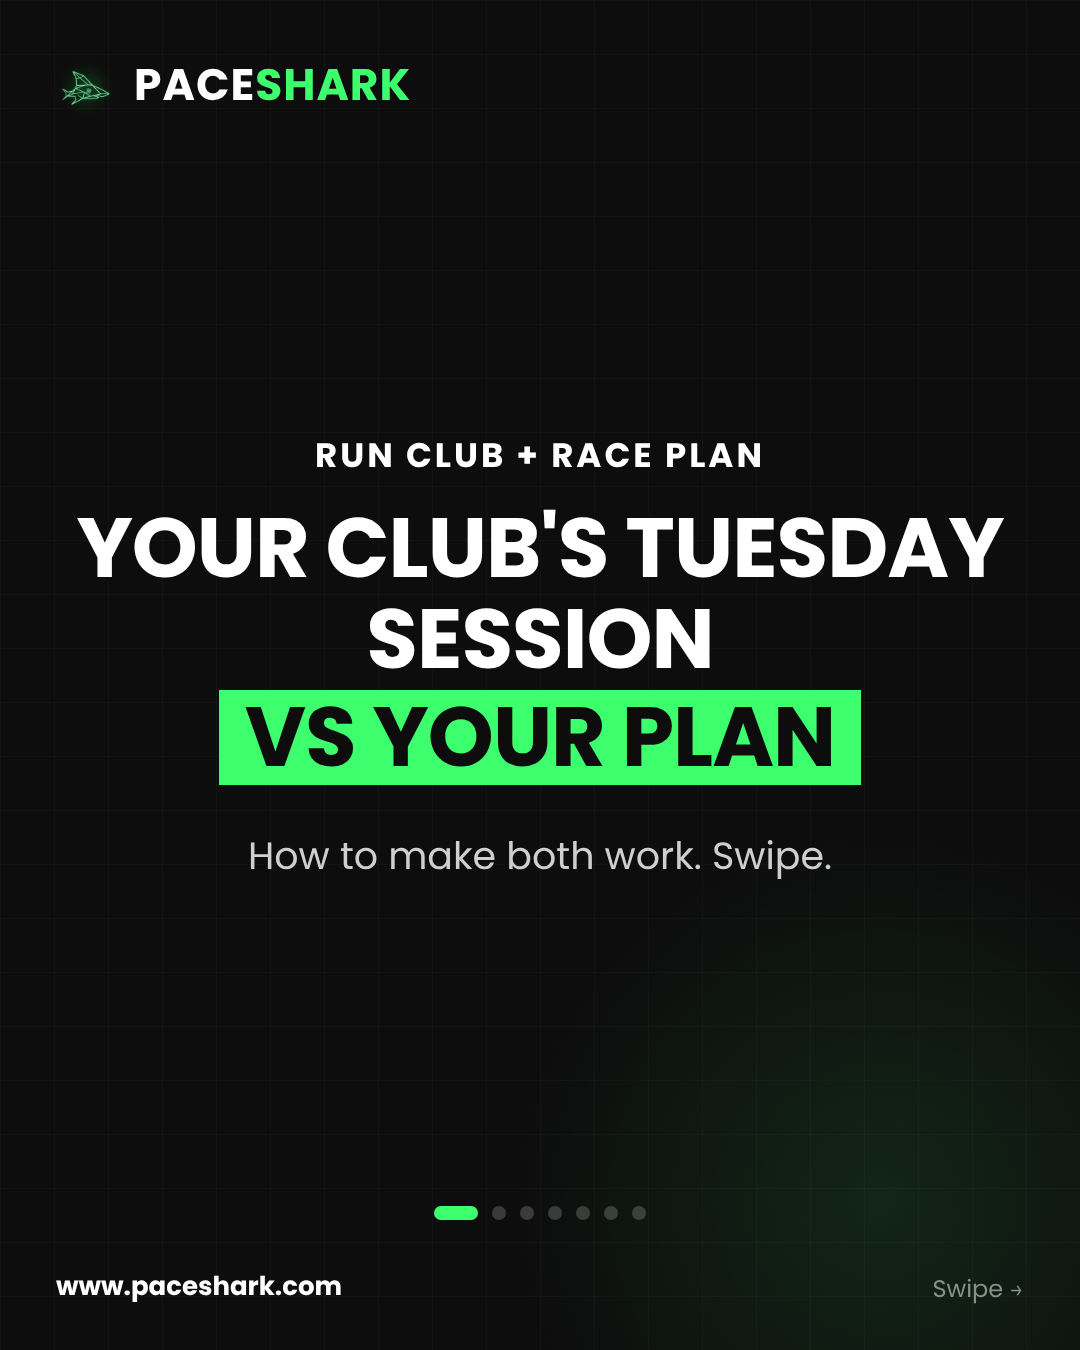 PACESHARK
RUN CLUB + RACE PLAN
YOUR CLUB'S TUESDAY
SESSION
VS YOUR PLAN
How to make both work. Swipe.
www.paceshark.com
Swipe →